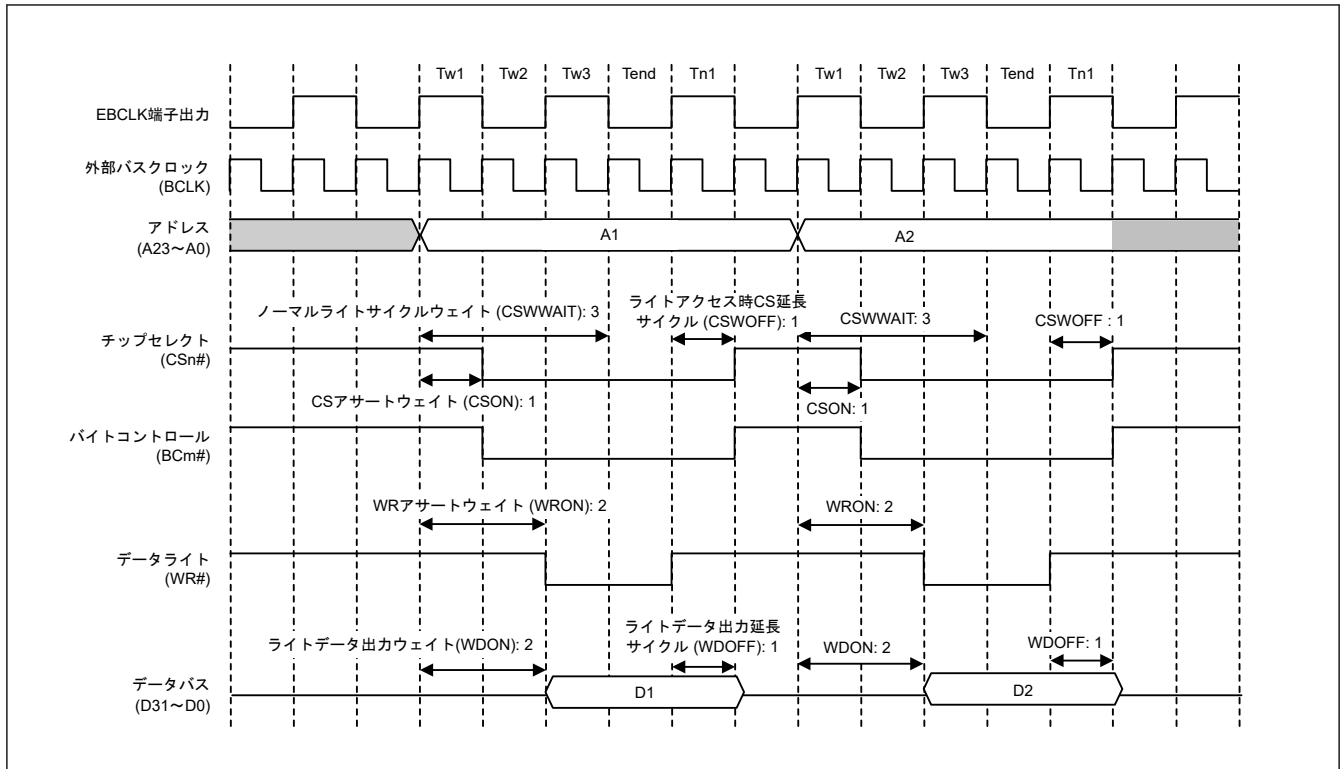 Tw1 Tw2 Tw3 Tend Tn1 Tw1 Tw2 Tw3 Tend Tn1
EBCLK端子出力
外部バスクロック
(BCLK)
アドレス
(A23～A0)
A1 A2
ノーマルライトサイクルウェイト (CSWWAIT): 3
ライトアクセス時CS延長
サイクル (CSWOFF): 1
CSWWAIT: 3
CSWOFF : 1
チップセレクト
(CSn#)
CSアサートウェイト (CSON): 1
CSON: 1
バイトコントロール
(BCm#)
WRアサートウェイト (WRON): 2
WRON: 2
データライト
(WR#)
ライトデータ出力ウェイト(WDON): 2
ライトデータ出力延長
サイクル (WDOFF): 1
WDON: 2
WDOFF: 1
データバス
(D31～D0)
D1 D2